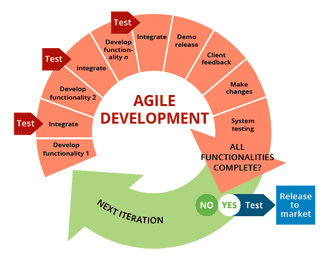 AGILE
DEVELOPMENT
Develop
functionality 1
Test
Integrate
Develop
functionality 2
Test
Integrate
Develop
function-
ality n
Test
Integrate
Demo
release
Client
feedback
Make
changes
System
testing
ALL
FUNCTIONALITIES
COMPLETE?
NO
YES
Test
Release
to
market
NEXT ITERATION